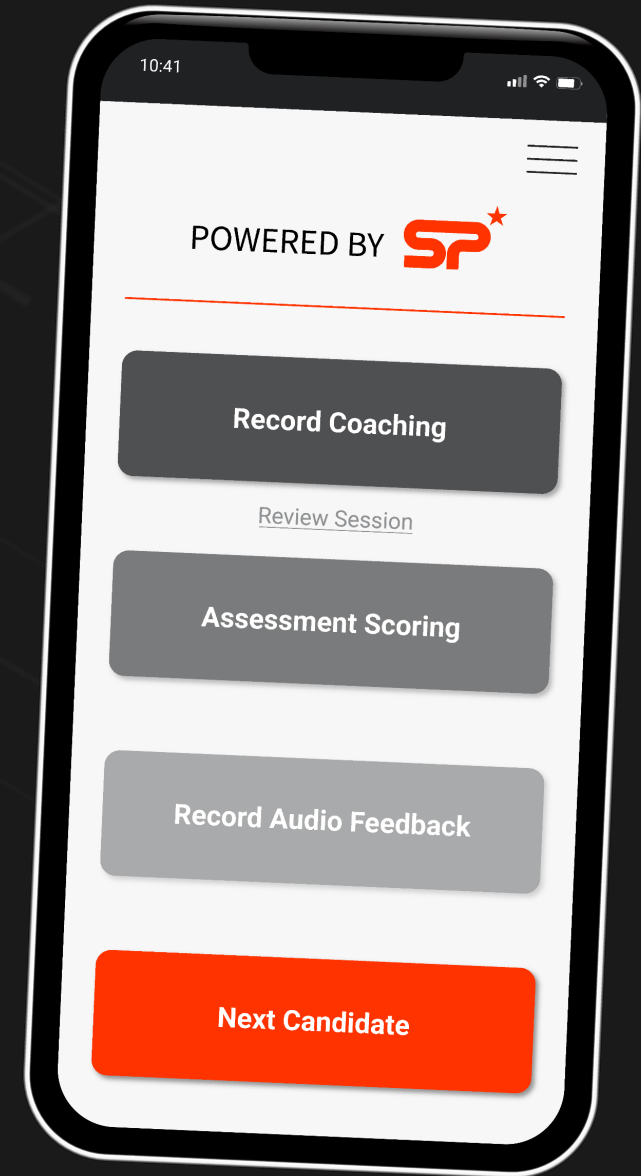 10:41
POWERED BY SP
Record Coaching
Review Session
Assessment Scoring
Record Audio Feedback
Next Candidate